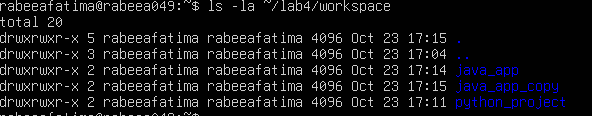 rabeeafatima@rabeea049:~$ ls -la ~/lab4/workspace
total 20
drwxrwxr-x 5 rabeeafatima rabeeafatima 4096 Oct 23 17:15 .
drwxrwxr-x 3 rabeeafatima rabeeafatima 4096 Oct 23 17:04 ..
drwxrwxr-x 2 rabeeafatima rabeeafatima 4096 Oct 23 17:14 java_app
drwxrwxr-x 2 rabeeafatima rabeeafatima 4096 Oct 23 17:15 java_app_copy
drwxrwxr-x 2 rabeeafatima rabeeafatima 4096 Oct 23 17:11 python_project
rabeeafatima@rabeea049:~$